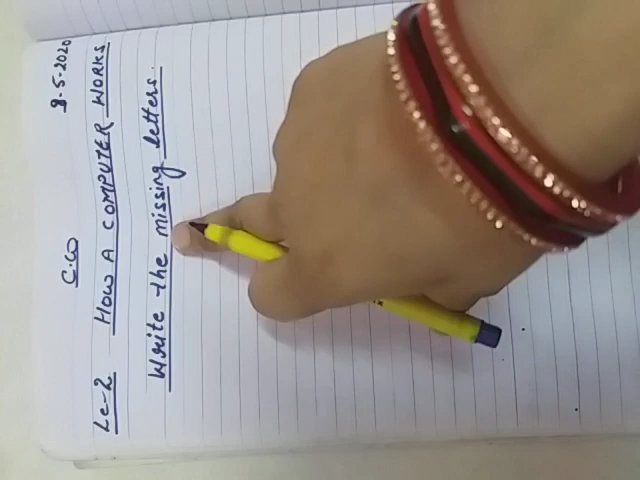 8-5-2020
C.W
Le-2 HOW A COMPUTER WORKS
Write the missing letters.